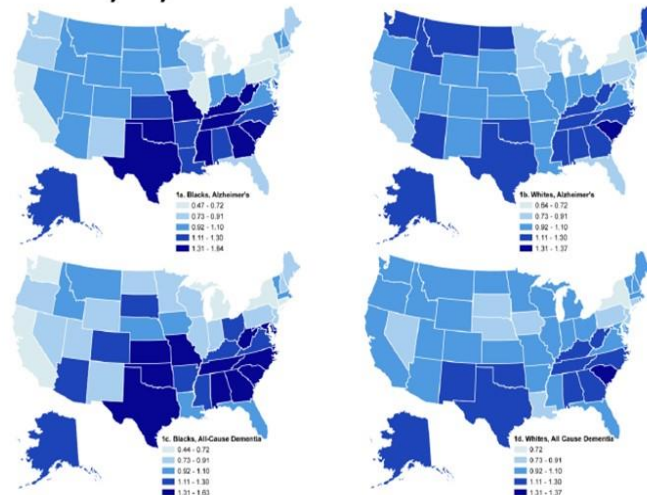 1a. Blacks, Alzheimer's
0.47 - 0.72
0.73 - 0.91
0.92 - 1.10
1.11 - 1.30
1.31 - 1.64
1b. Whites, Alzheimer's
0.64 - 0.72
0.73 - 0.91
0.92 - 1.10
1.11 - 1.30
1.31 - 1.37
1c. Blacks, All-Cause Dementia
0.44 - 0.72
0.73 - 0.91
0.92 - 1.10
1.11 - 1.30
1.31 - 1.63
1d. Whites, All Cause Dementia
0.72
0.73 - 0.91
0.92 - 1.10
1.11 - 1.30
1.31 - 1.37